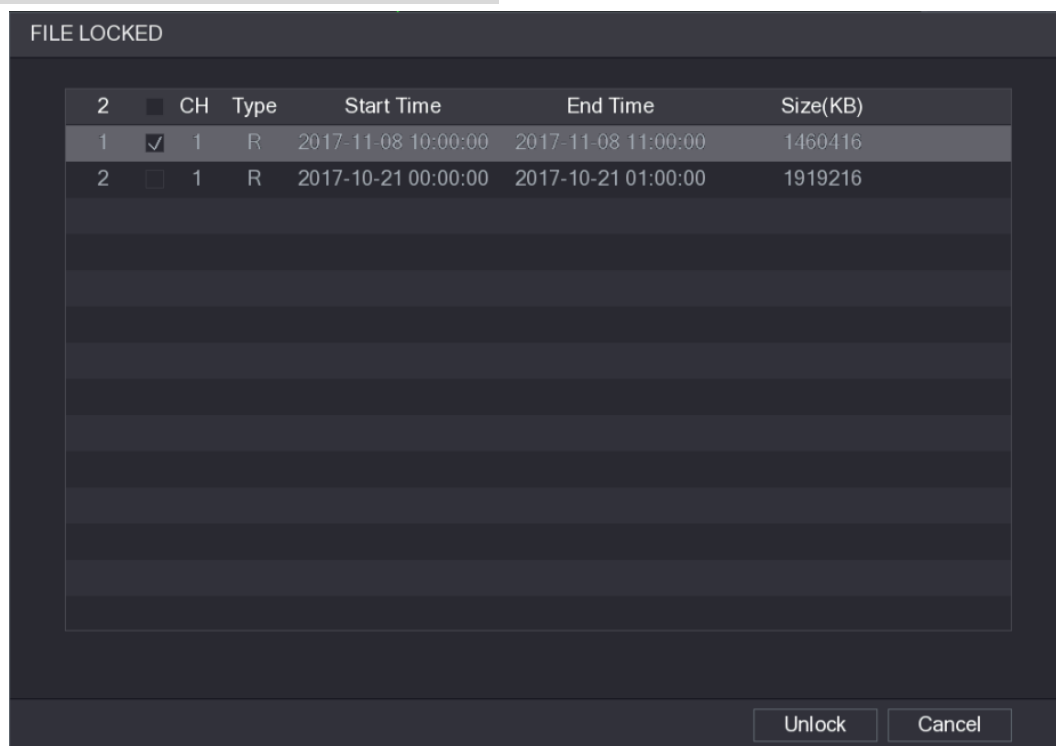 FILE LOCKED
2 CH Type Start Time End Time Size(KB)
1 1 R 2017-11-08 10:00:00 2017-11-08 11:00:00 1460416
2 1 R 2017-10-21 00:00:00 2017-10-21 01:00:00 1919216
Unlock Cancel